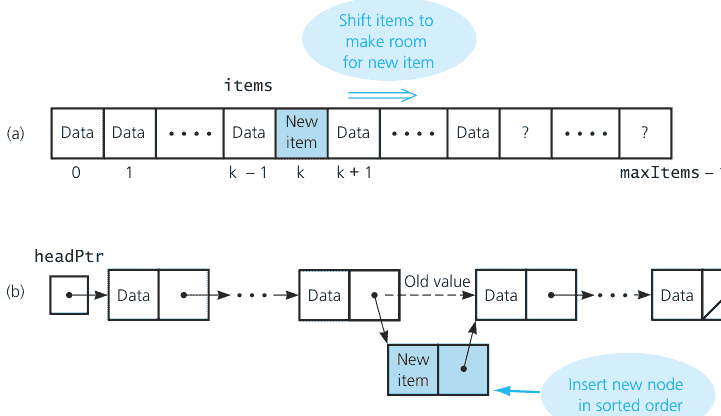 Shift items to
make room
for new item
items
(a) Data Data •••• Data New item Data •••• Data ? •••• ?
0 1 k – 1 k k + 1 maxItems –
headPtr
(b) Data ••• Data Old value Data ••• Data
New
item
Insert new node
in sorted order